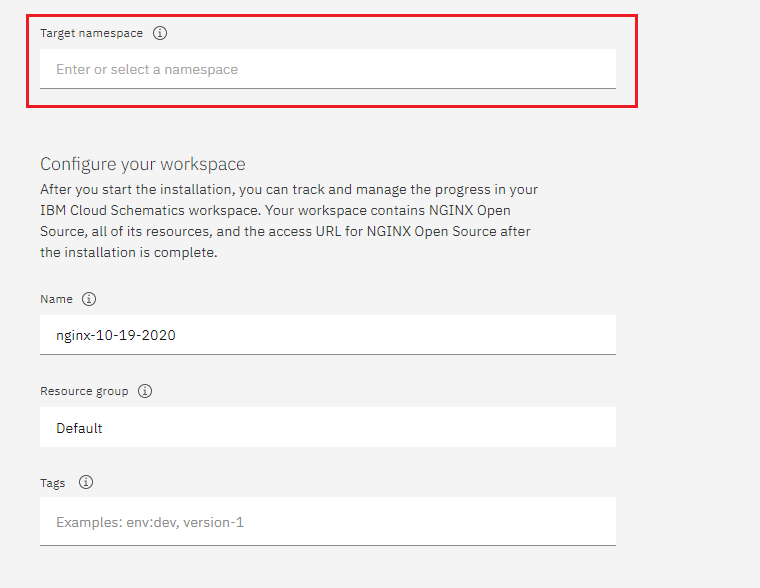 Target namespace
Enter or select a namespace
Configure your workspace
After you start the installation, you can track and manage the progress in your
IBM Cloud Schematics workspace. Your workspace contains NGINX Open
Source, all of its resources, and the access URL for NGINX Open Source after
the installation is complete.
Name
nginx-10-19-2020
Resource group
Default
Tags
Examples: env:dev, version-1